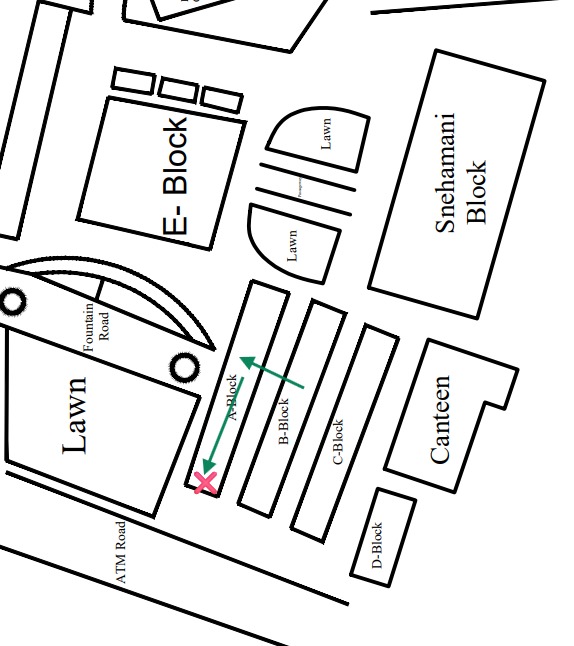 E- Block
Lawn
Lawn
Snehamani
Block
Fountain
Road
Lawn
A-Block
B-Block
C-Block
Canteen
D-Block
ATM Road